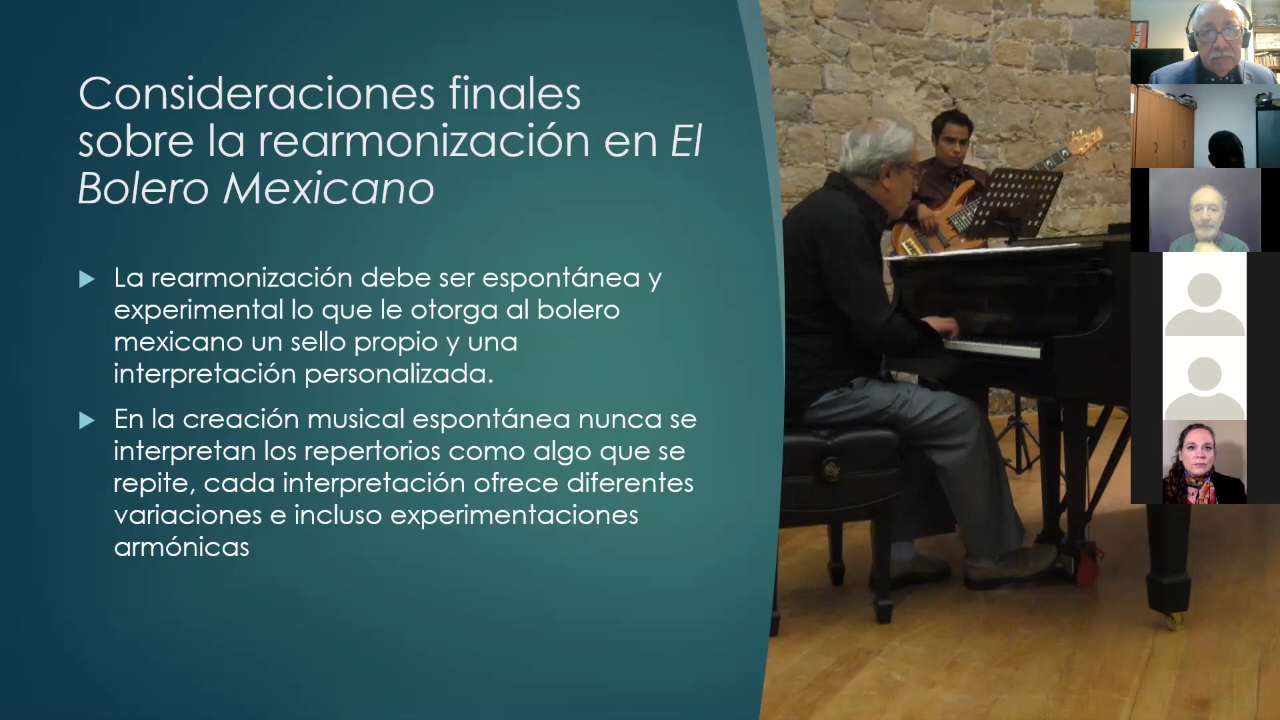 Consideraciones finales
sobre la rearmonización en El
Bolero Mexicano
La rearmonización debe ser espontánea y
experimental lo que le otorga al bolero
mexicano un sello propio y una
interpretación personalizada.
En la creación musical espontánea nunca se
interpretan los repertorios como algo que se
repite, cada interpretación ofrece diferentes
variaciones e incluso experimentaciones
armónicas